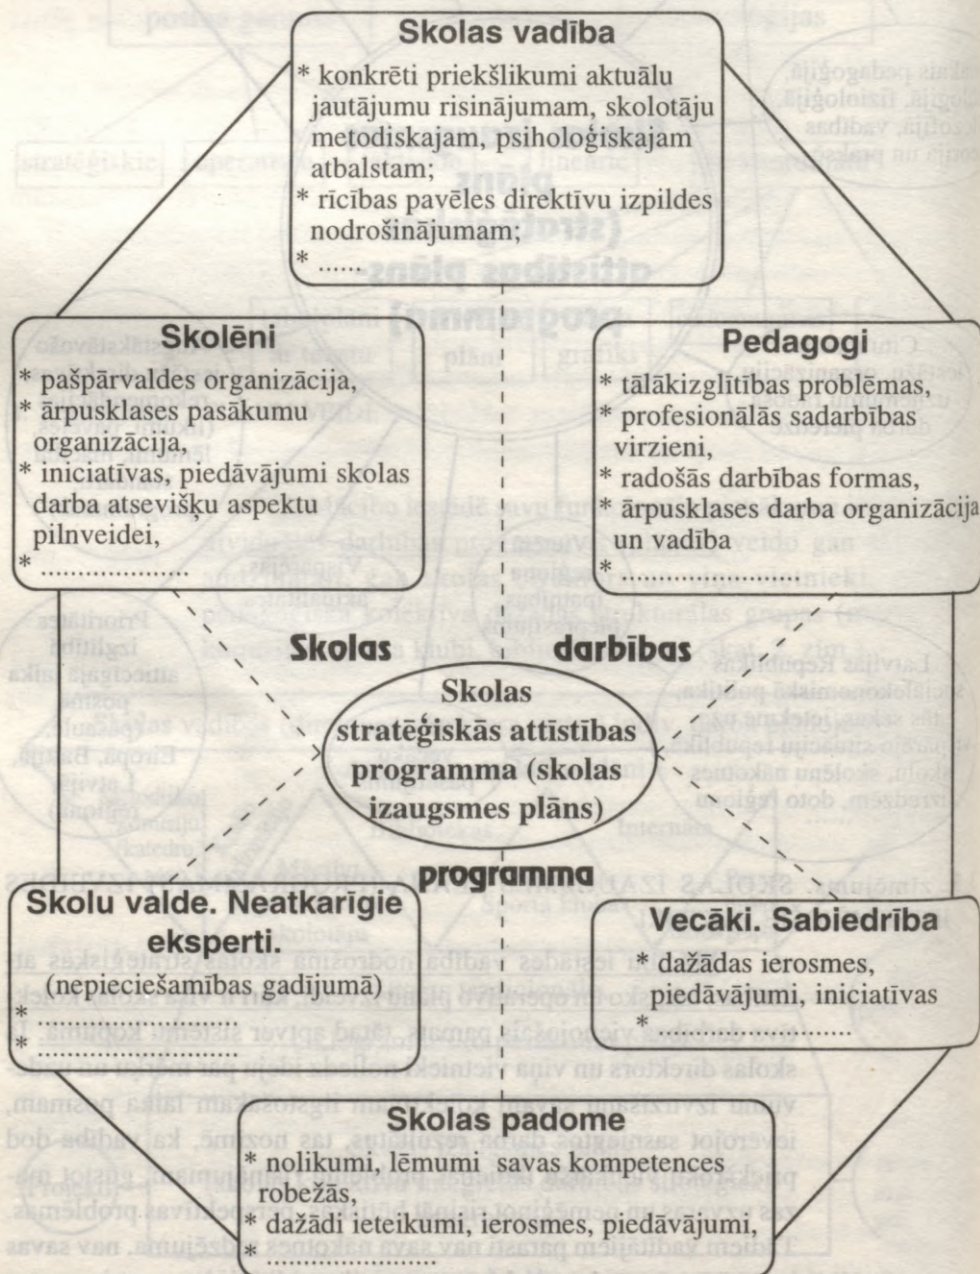 Skolas vadība
* konkrēti priekšlikumi aktuālu
jautājumu risinājumam, skolotāju
metodiskajam, psiholoģiskajam
atbalstam;
* rīcības pavēles direktīvu izpildes
nodrošinājumam;
* ......
Skolēni
* pašpārvaldes organizācija,
* ārpusklases pasākumu
organizācija,
* iniciatīvas, piedāvājumi skolas
darba atsevišķu aspektu
pilnveidei,
* ....................
Pedagogi
* tālākizglītības problēmas,
* profesionālās sadarbības
virzieni,
* radošās darbības formas,
* ārpusklases darba organizācija
un vadība
* ....................
Skolas darbības
Skolas
stratēģiskās attīstības
programma (skolas
izaugsmes plāns)
programma
Skolu valde. Neatkarīgie
eksperti.
(nepieciešamības gadījumā)
* .......................
* .......................
Vecāki. Sabiedrība
* dažādas ierosmes,
piedāvājumi, iniciatīvas
* .......................
Skolas padome
* nolikumi, lēmumi savas kompetences
robežās,
* dažādi ieteikumi, ierosmes, piedāvājumi,
* ......................